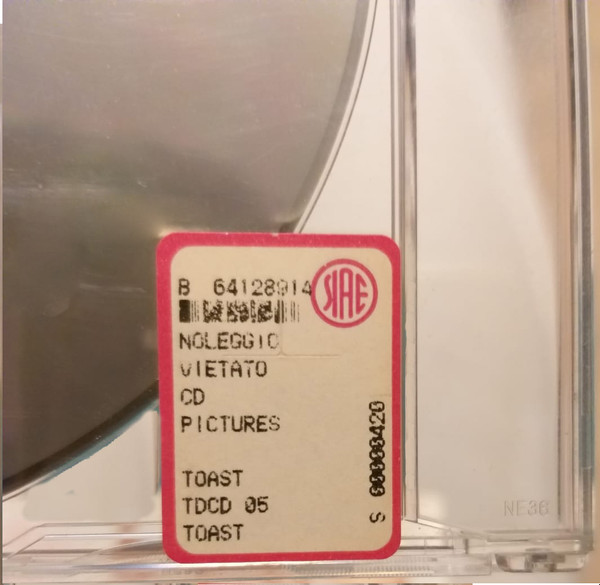 B 64128914
SIAE
NOLEGGIO
VIETATO
CD
PICTURES
S 00000420
TOAST
TDCD 05
TOAST
NE36